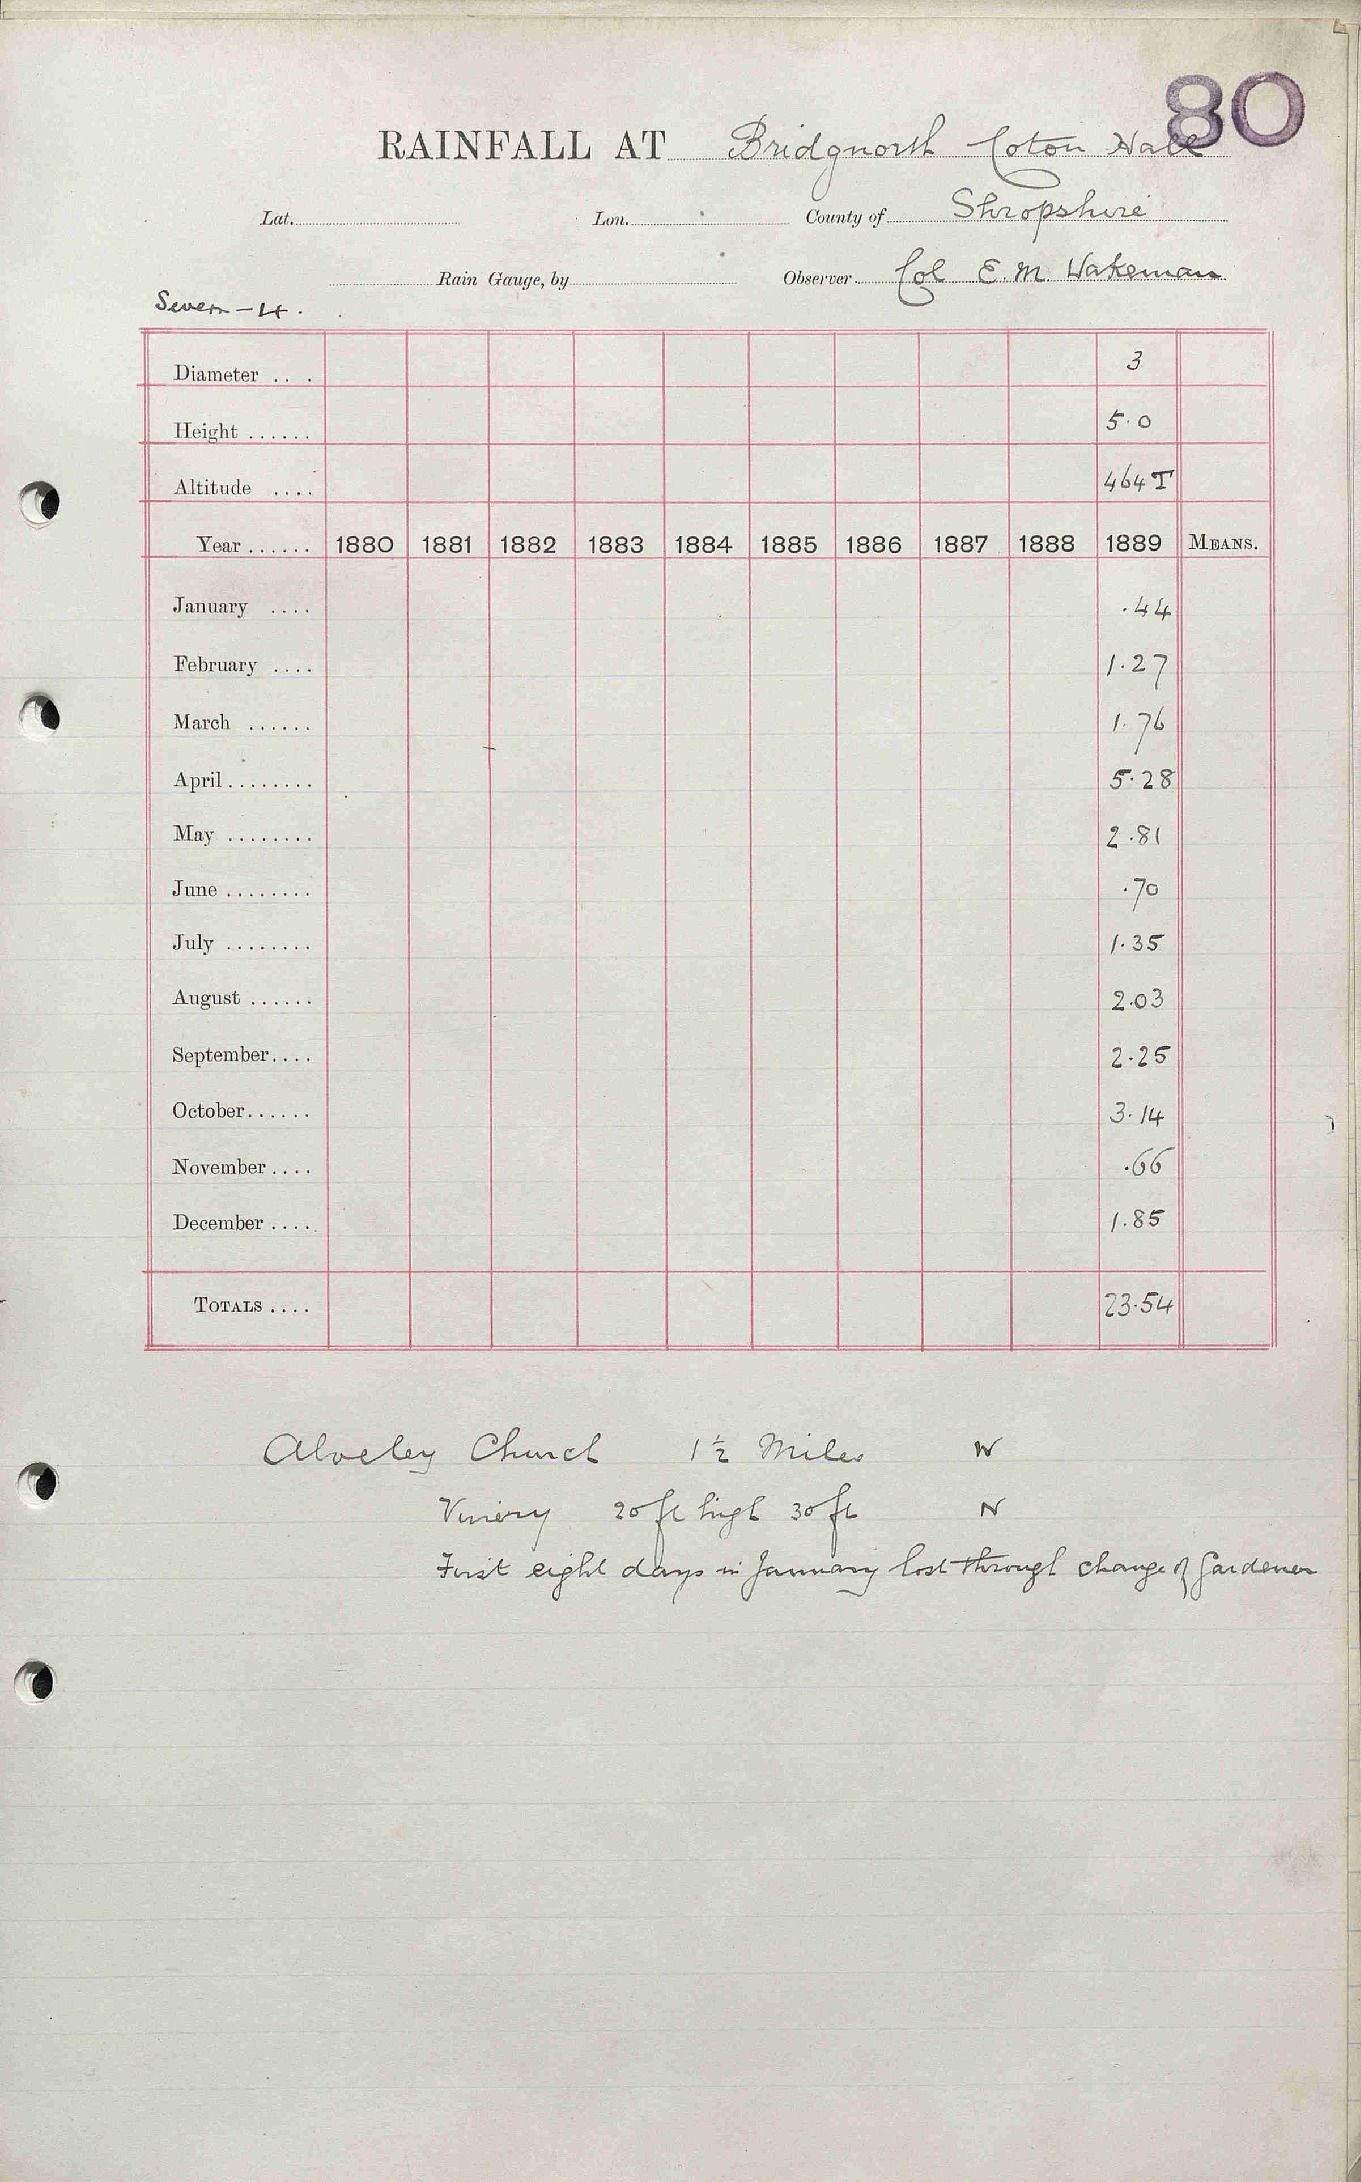 80
RAINFALL AT Bridgnorth Coton Hall
Lat. Lon. County of Shropshire
Rain Gauge, by Observer Col E. M Wakeman
Severn - 4.
Diameter .... 3
Height ...... 5.0
Altitude .... 464 T
Year ...... 1880 1881 1882 1883 1884 1885 1886 1887 1888 1889 MEANS.
January .... .44
February .... 1.27
March ...... 1.76
April ........ 5.28
May ........ 2.81
June ........ .70
July ........ 1.35
August ...... 2.03
September .... 2.25
October ...... 3.14
November .... .66
December .... 1.85
TOTALS .... 23.54
Alveley Church 1½ Miles W
Vinery 20 ft high 30 ft N
First eight days in January lost through change of Gardener